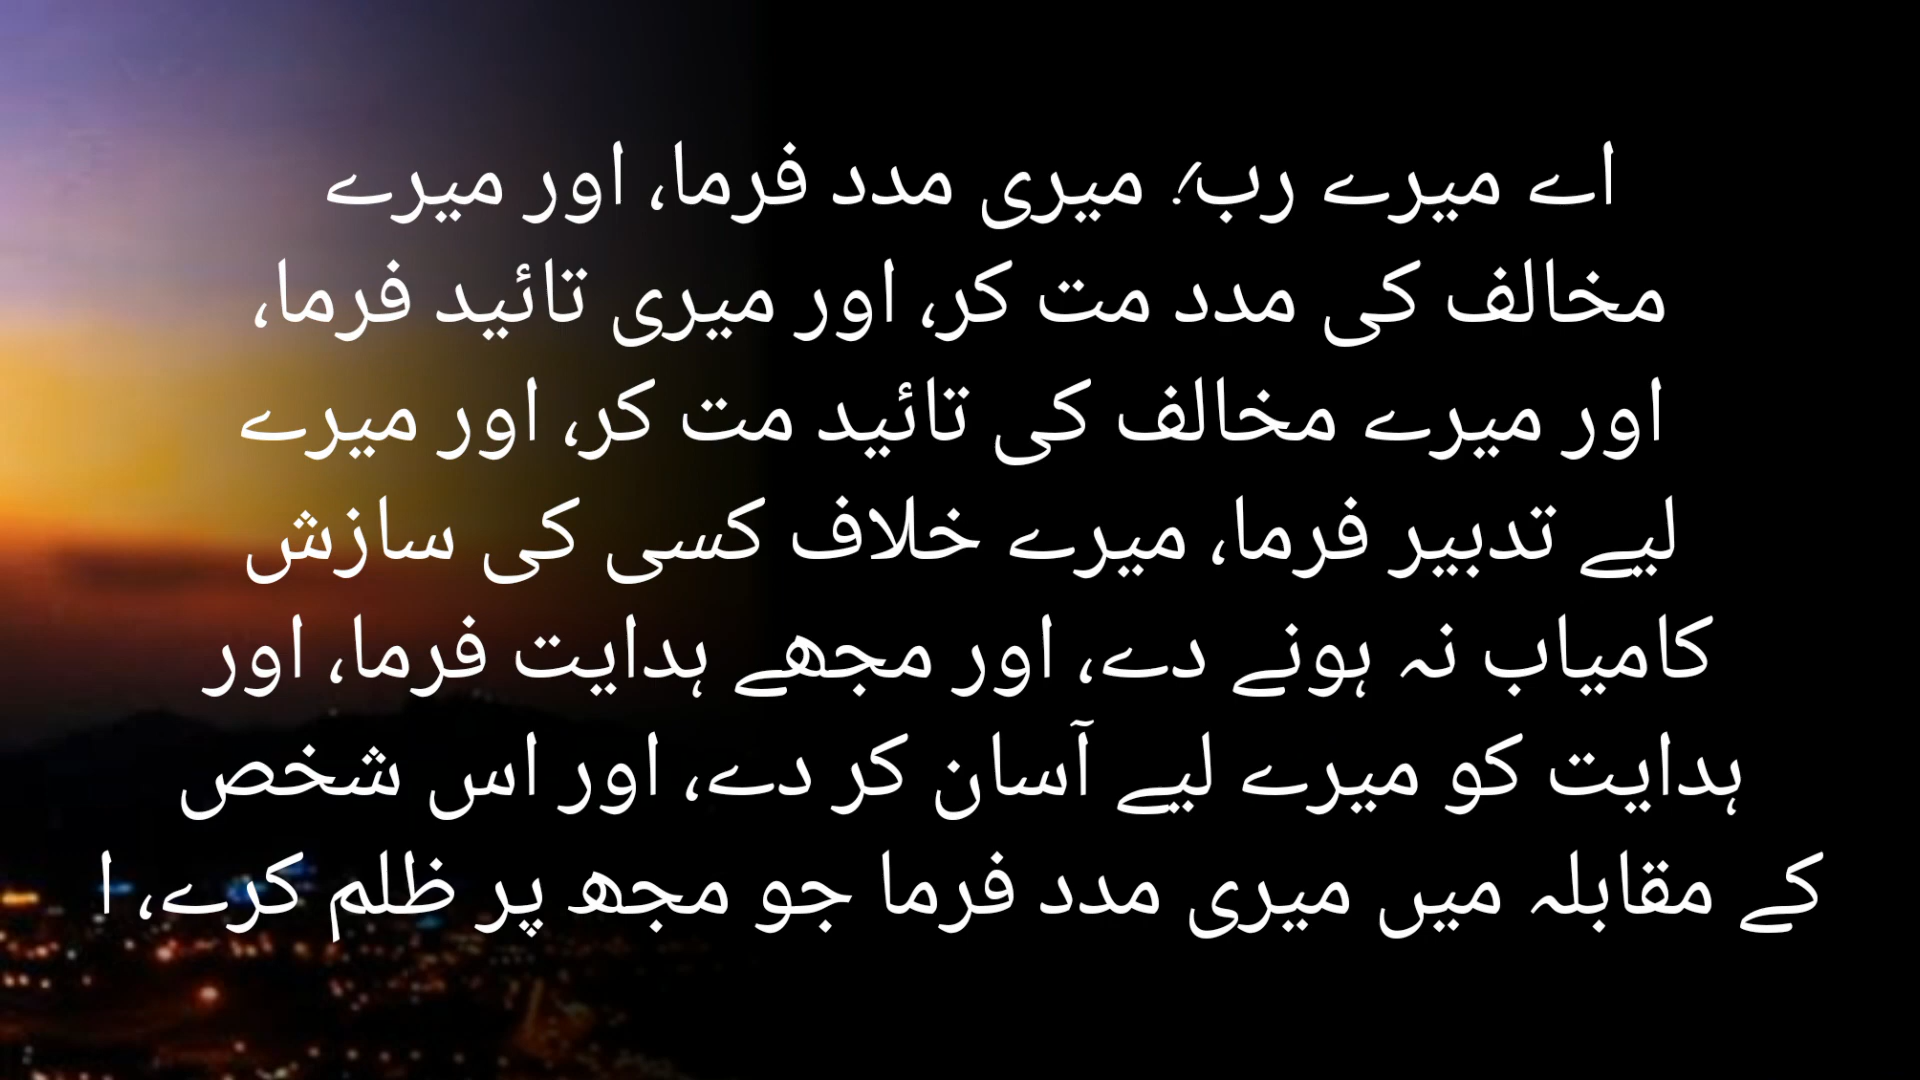 اے میرے رب! میری مدد فرما، اور میرے
مخالف کی مدد مت کر، اور میری تائید فرما،
اور میرے مخالف کی تائید مت کر، اور میرے
لیے تدبیر فرما، میرے خلاف کسی کی سازش
کامیاب نہ ہونے دے، اور مجھے ہدایت فرما، اور
ہدایت کو میرے لیے آسان کر دے، اور اس شخص
کے مقابلہ میں میری مدد فرما جو مجھ پر ظلم کرے، ا